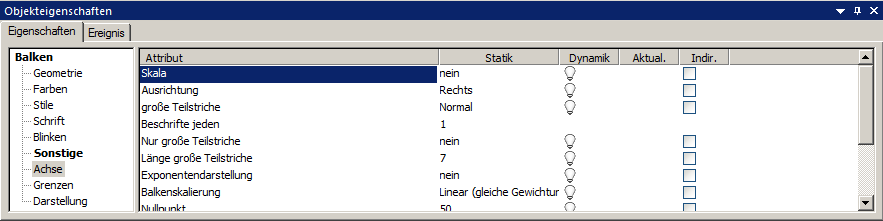 Objekteigenschaften
Eigenschaften Ereignis
Balken
Geometrie
Farben
Stile
Schrift
Blinken
Sonstige
Achse
Grenzen
Darstellung
Attribut Statik Dynamik Aktual. Indir.
Skala nein
Ausrichtung Rechts
große Teilstriche Normal
Beschrifte jeden 1
Nur große Teilstriche nein
Länge große Teilstriche 7
Exponentendarstellung nein
Balkenskalierung Linear (gleiche Gewichtur
Nullpunkt 50